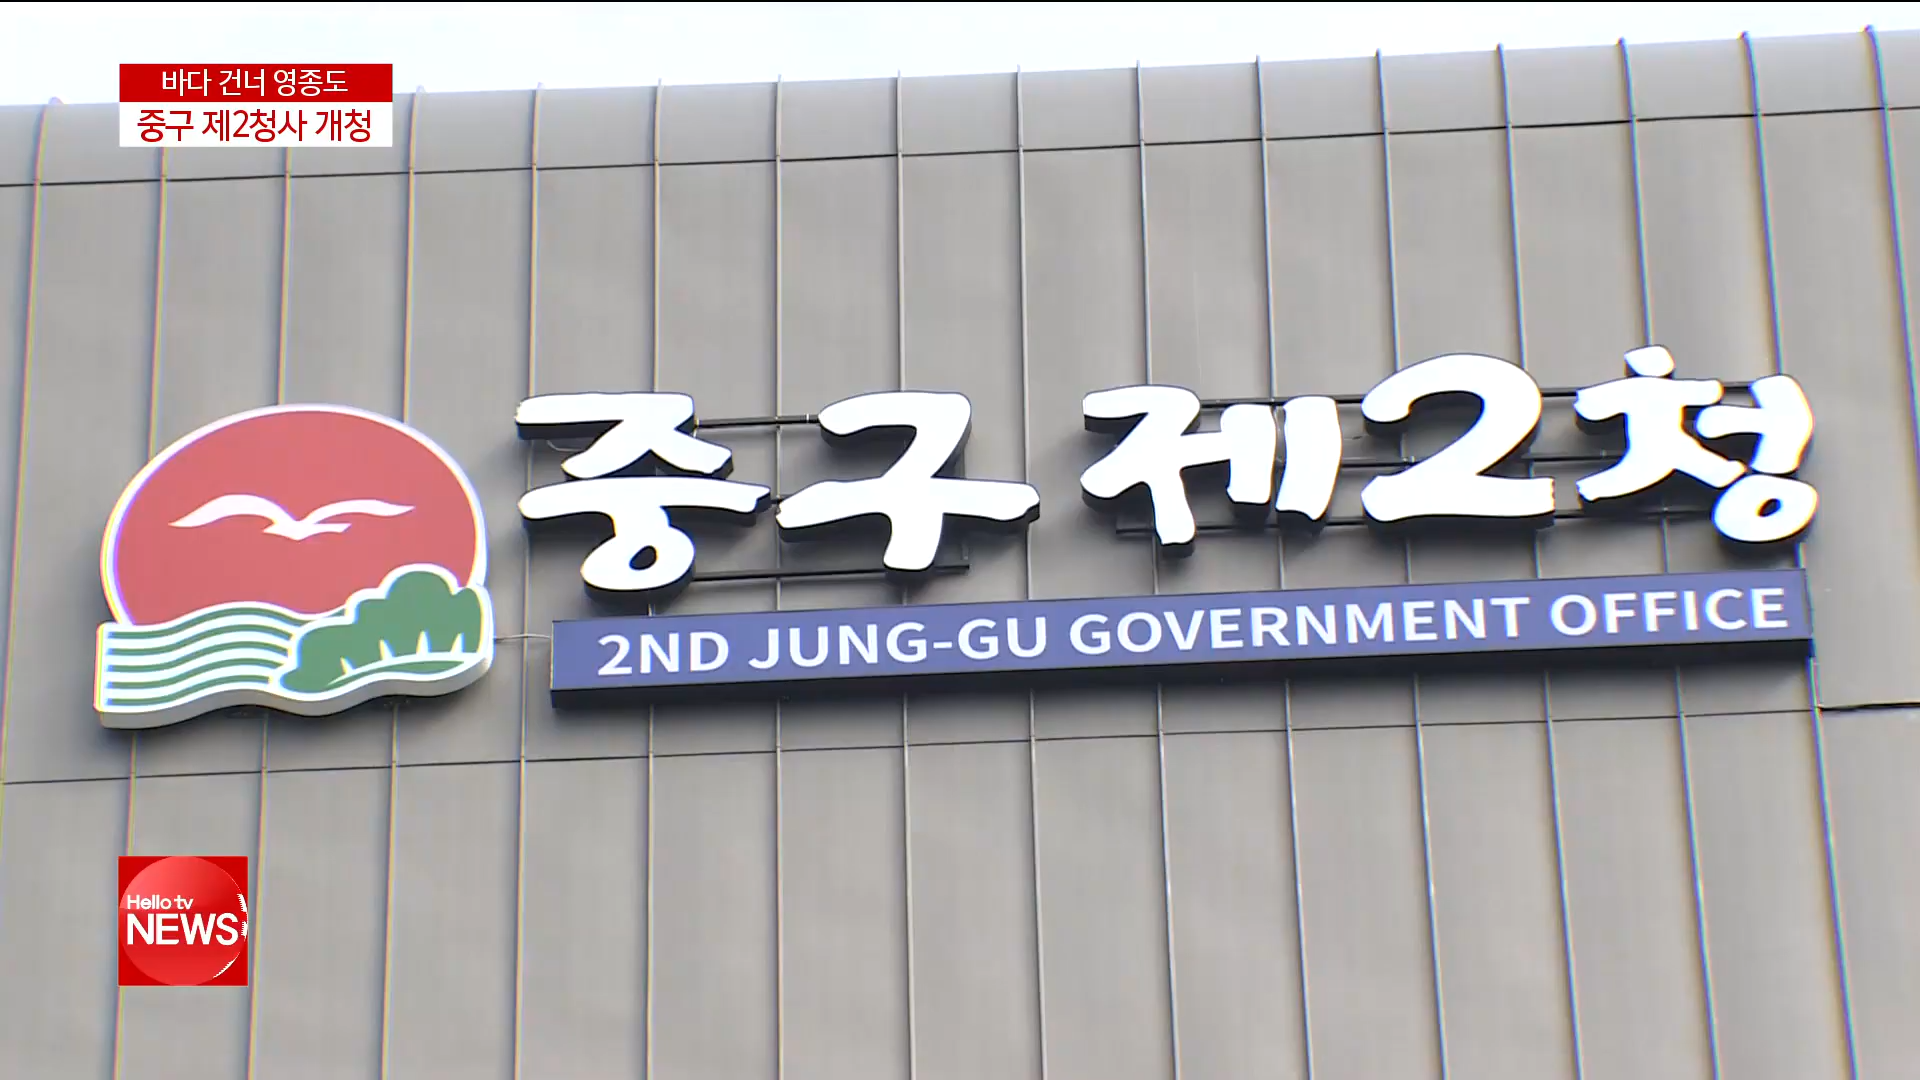 바다 건너 영종도
중구 제2청사 개청
중구 제2청
2ND JUNG-GU GOVERNMENT OFFICE
Hello tv
NEWS